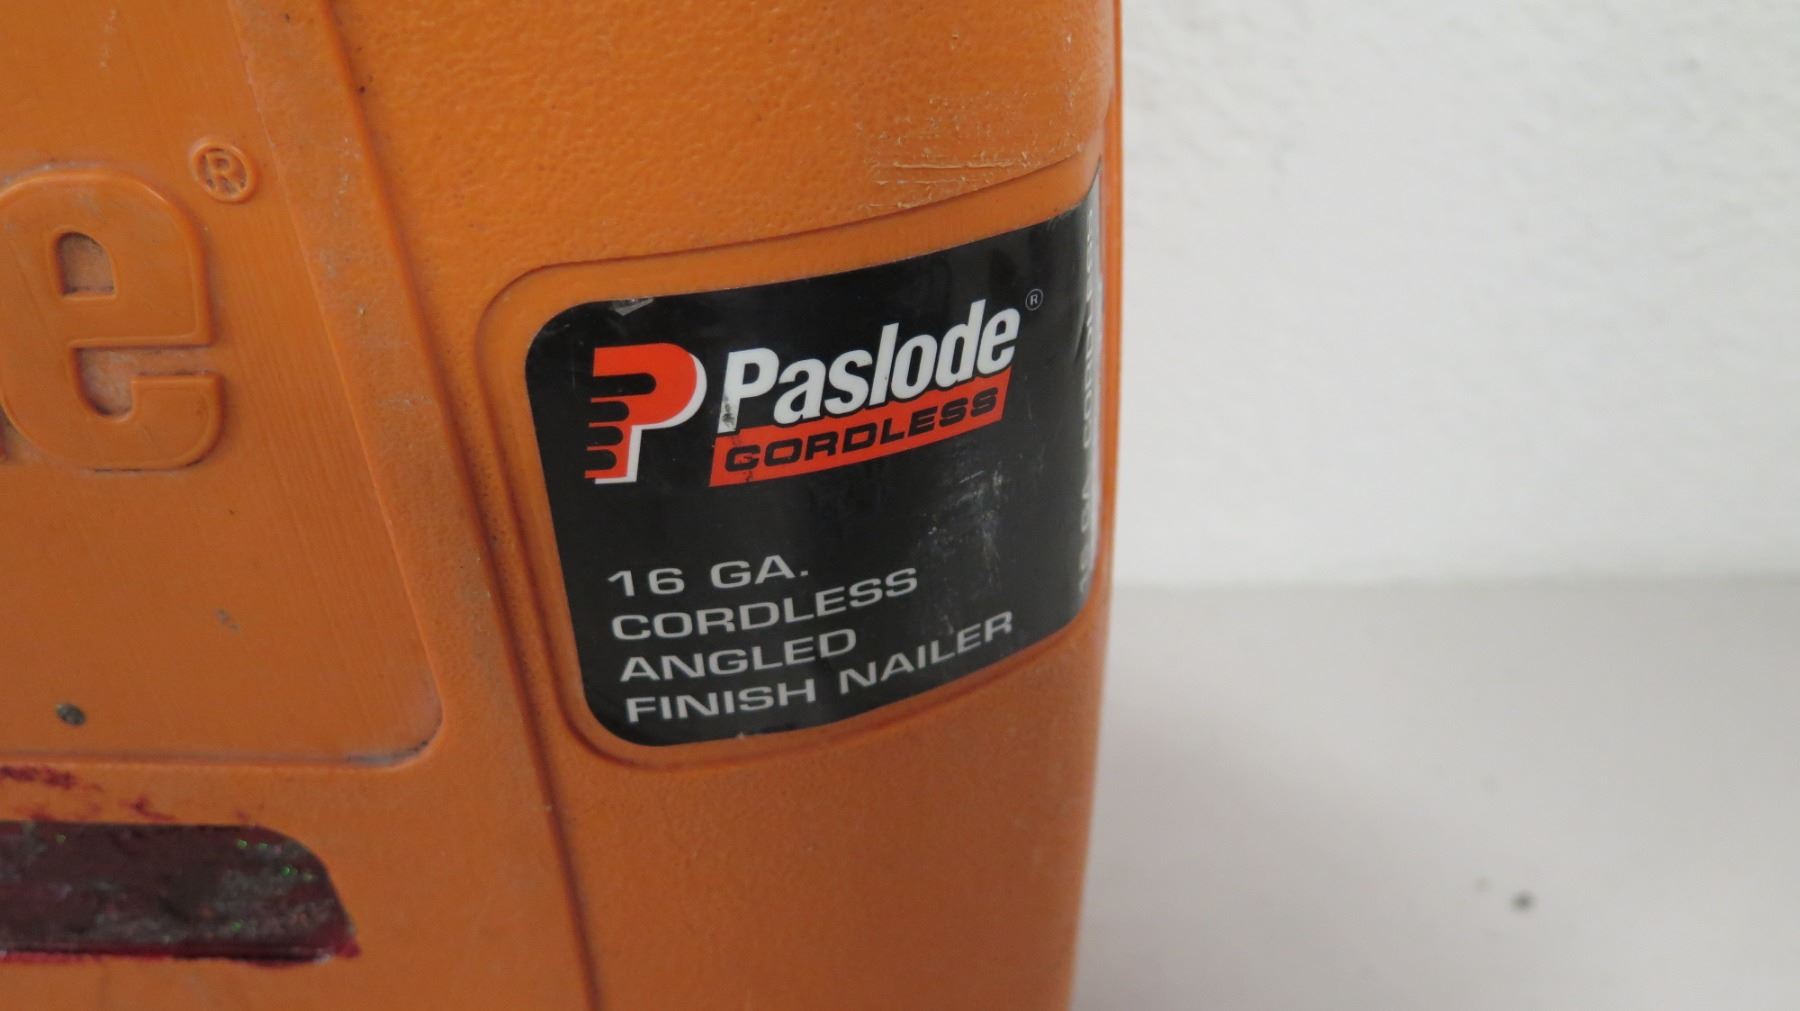 e®
Paslode®
CORDLESS
16 GA.
CORDLESS
ANGLED
FINISH NAILER